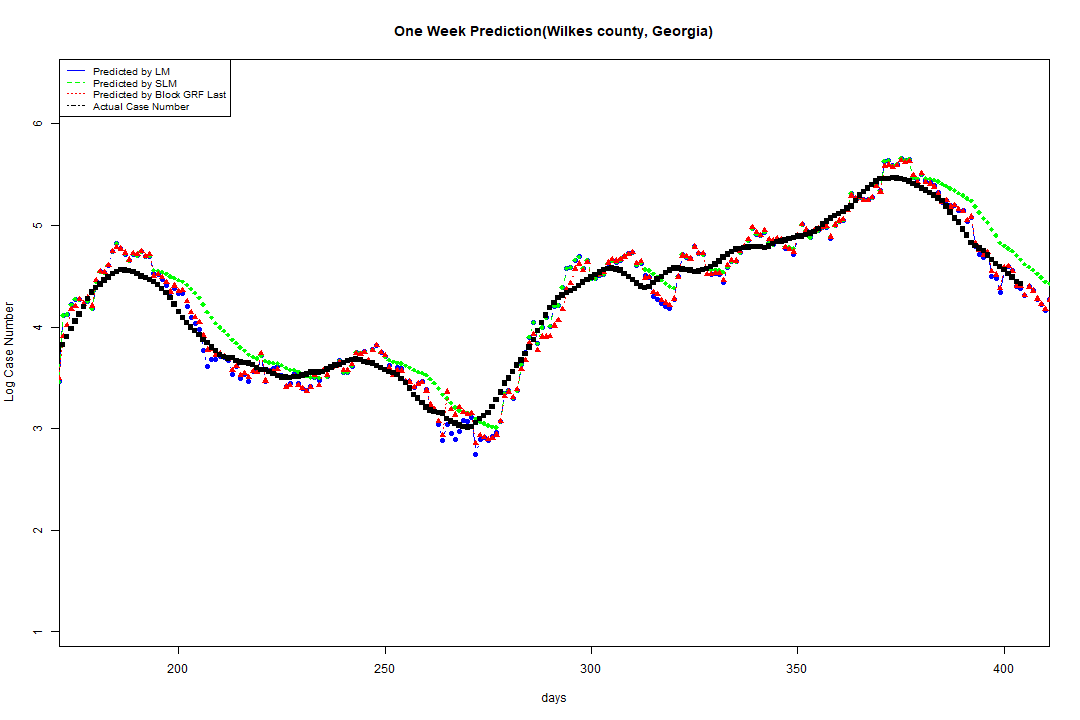 One Week Prediction(Wilkes county, Georgia)
Predicted by LM
Predicted by SLM
Predicted by Block GRF Last
Actual Case Number
6
5
4
3
2
1
Log Case Number
200 250 300 350 400
days